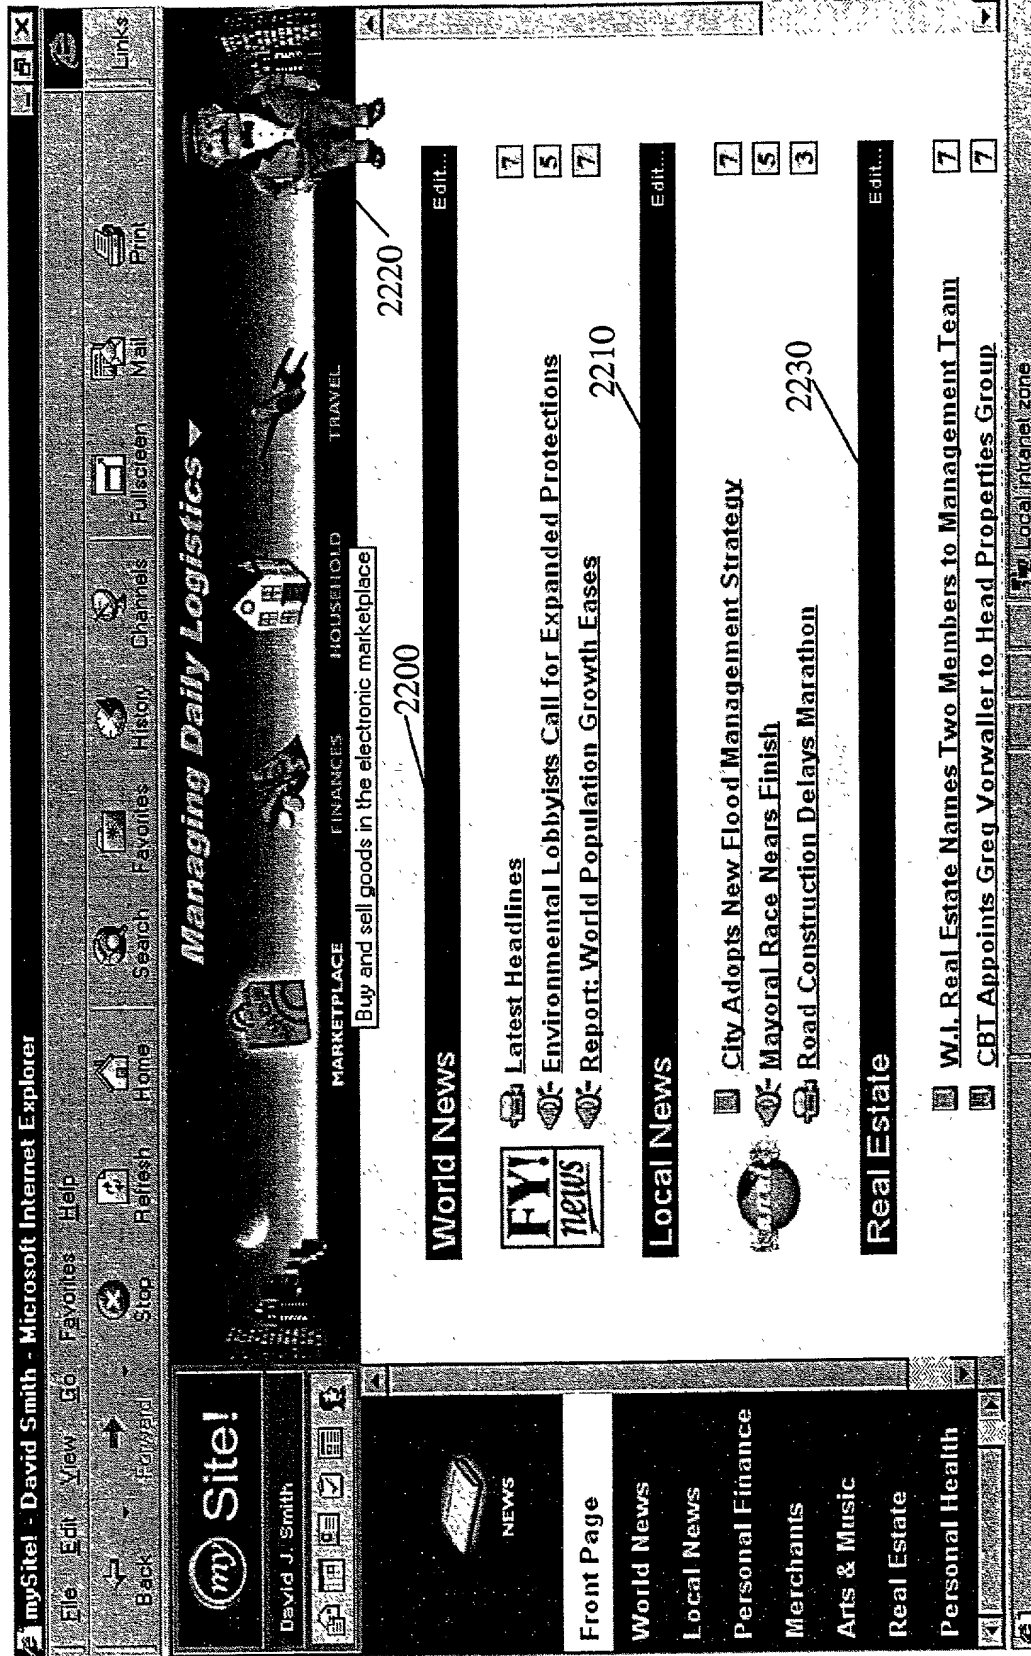 mySite! - David Smith - Microsoft Internet Explorer
File Edit View Go Favorites Help
Back Forward Stop Refresh Home Search Favorites History Channels Fullscreen Mail Print
Links
my Site!
David J. Smith
Managing Daily Logistics
MARKETPLACE FINANCES HOUSEHOLD TRAVEL
Buy and sell goods in the electronic marketplace
2220
NEWS
Front Page
World News
Local News
Personal Finance
Merchants
Arts & Music
Real Estate
Personal Health
2200
World News Edit...
FYI
news
Latest Headlines 7
Environmental Lobbyists Call for Expanded Protections 5
Report: World Population Growth Eases 7
2210
Local News Edit...
City Adopts New Flood Management Strategy 7
Mayoral Race Nears Finish 5
Road Construction Delays Marathon 3
2230
Real Estate Edit...
W.I. Real Estate Names Two Members to Management Team 7
CBT Appoints Greg Vorwaller to Head Properties Group 7
Local intranet zone